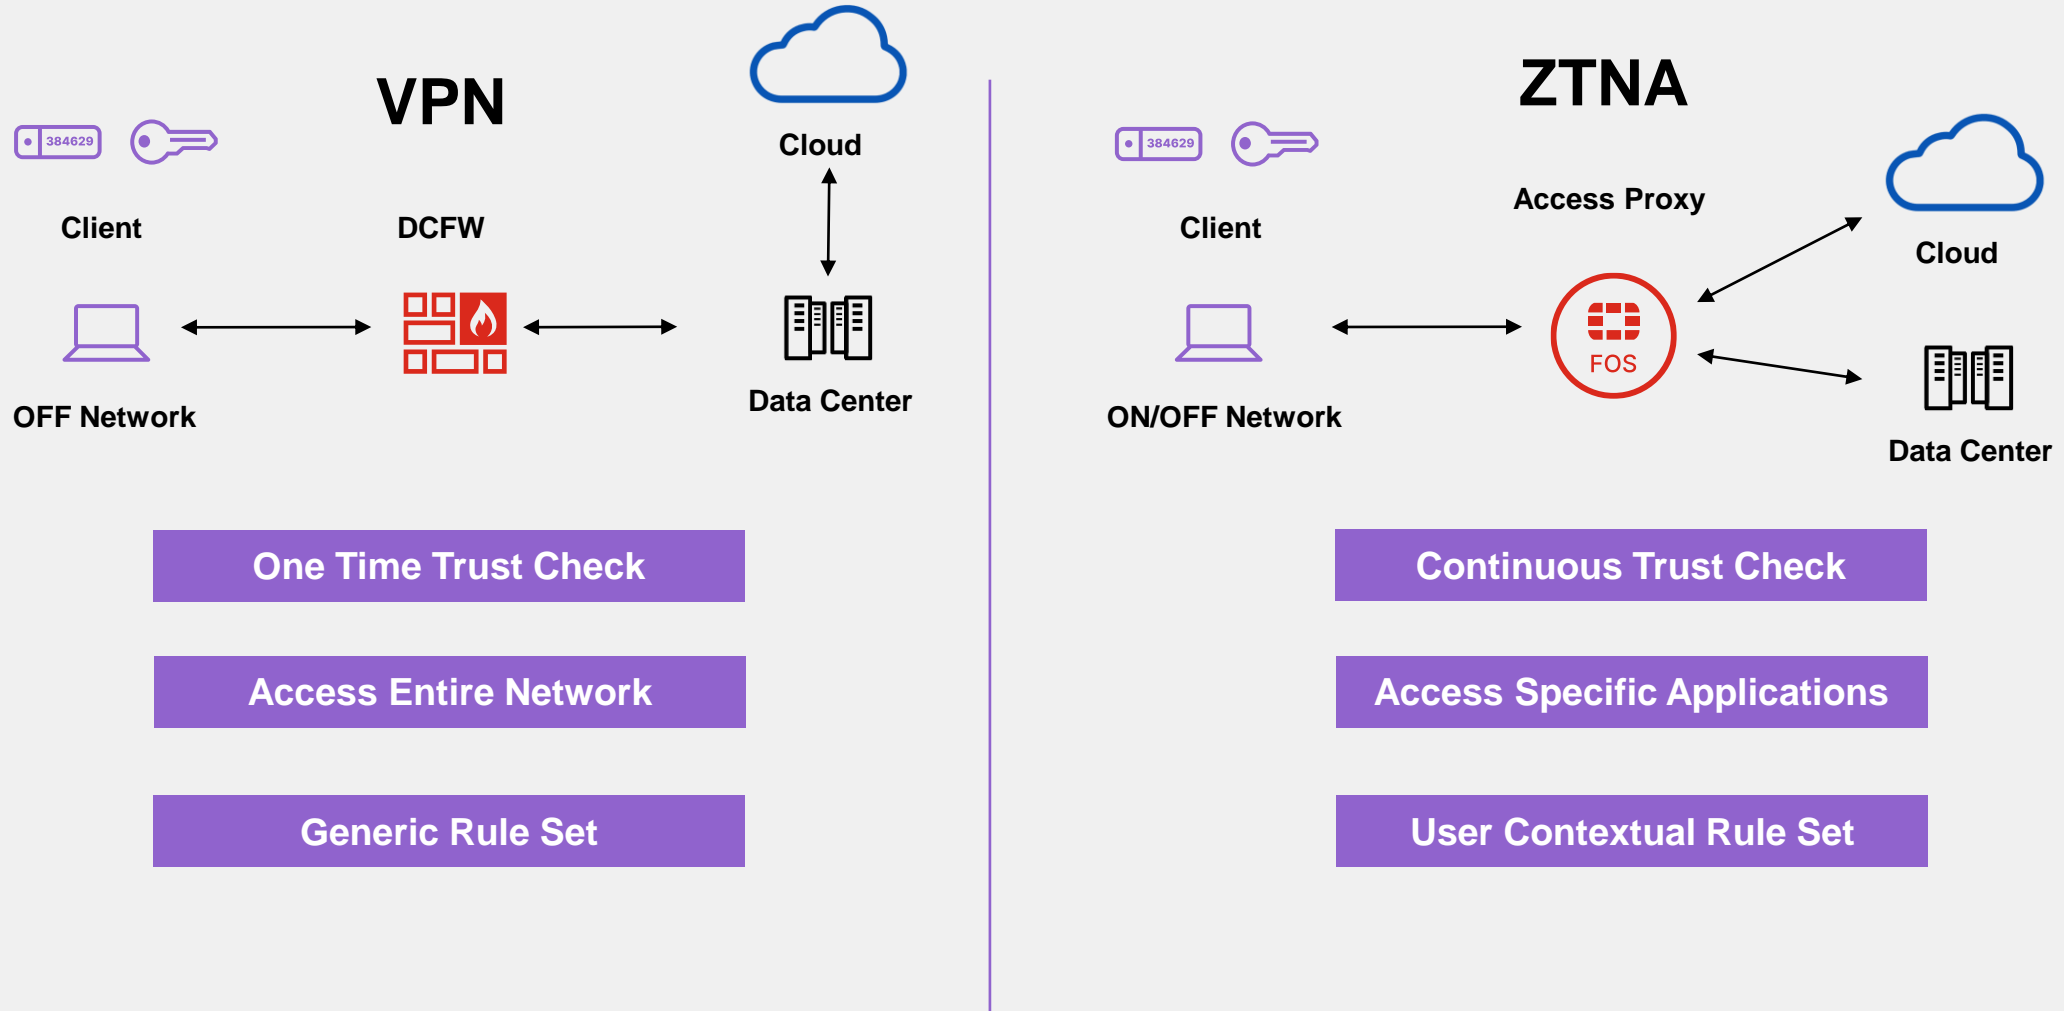 VPN
384629
Cloud
Client
DCFW
OFF Network
Data Center
One Time Trust Check
Access Entire Network
Generic Rule Set
ZTNA
384629
Access Proxy
Client
Cloud
FOS
ON/OFF Network
Data Center
Continuous Trust Check
Access Specific Applications
User Contextual Rule Set